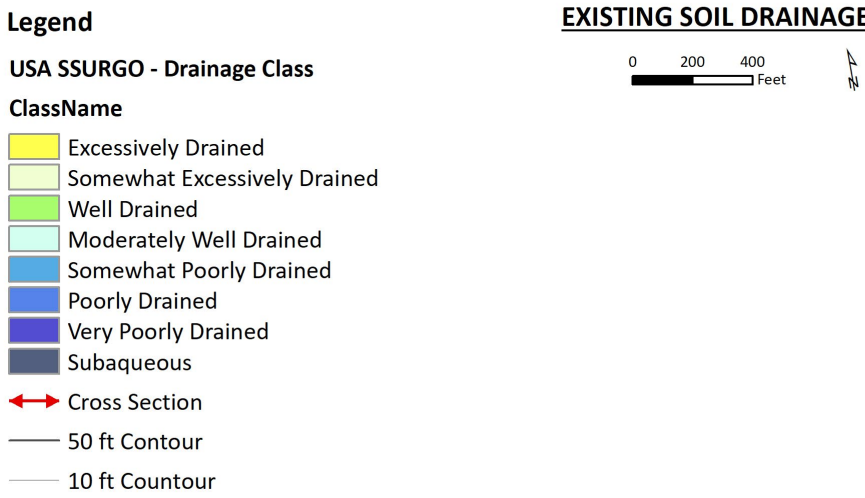 Legend
EXISTING SOIL DRAINAGE
USA SSURGO - Drainage Class
0 200 400
Feet
N
ClassName
Excessively Drained
Somewhat Excessively Drained
Well Drained
Moderately Well Drained
Somewhat Poorly Drained
Poorly Drained
Very Poorly Drained
Subaqueous
Cross Section
50 ft Contour
10 ft Countour